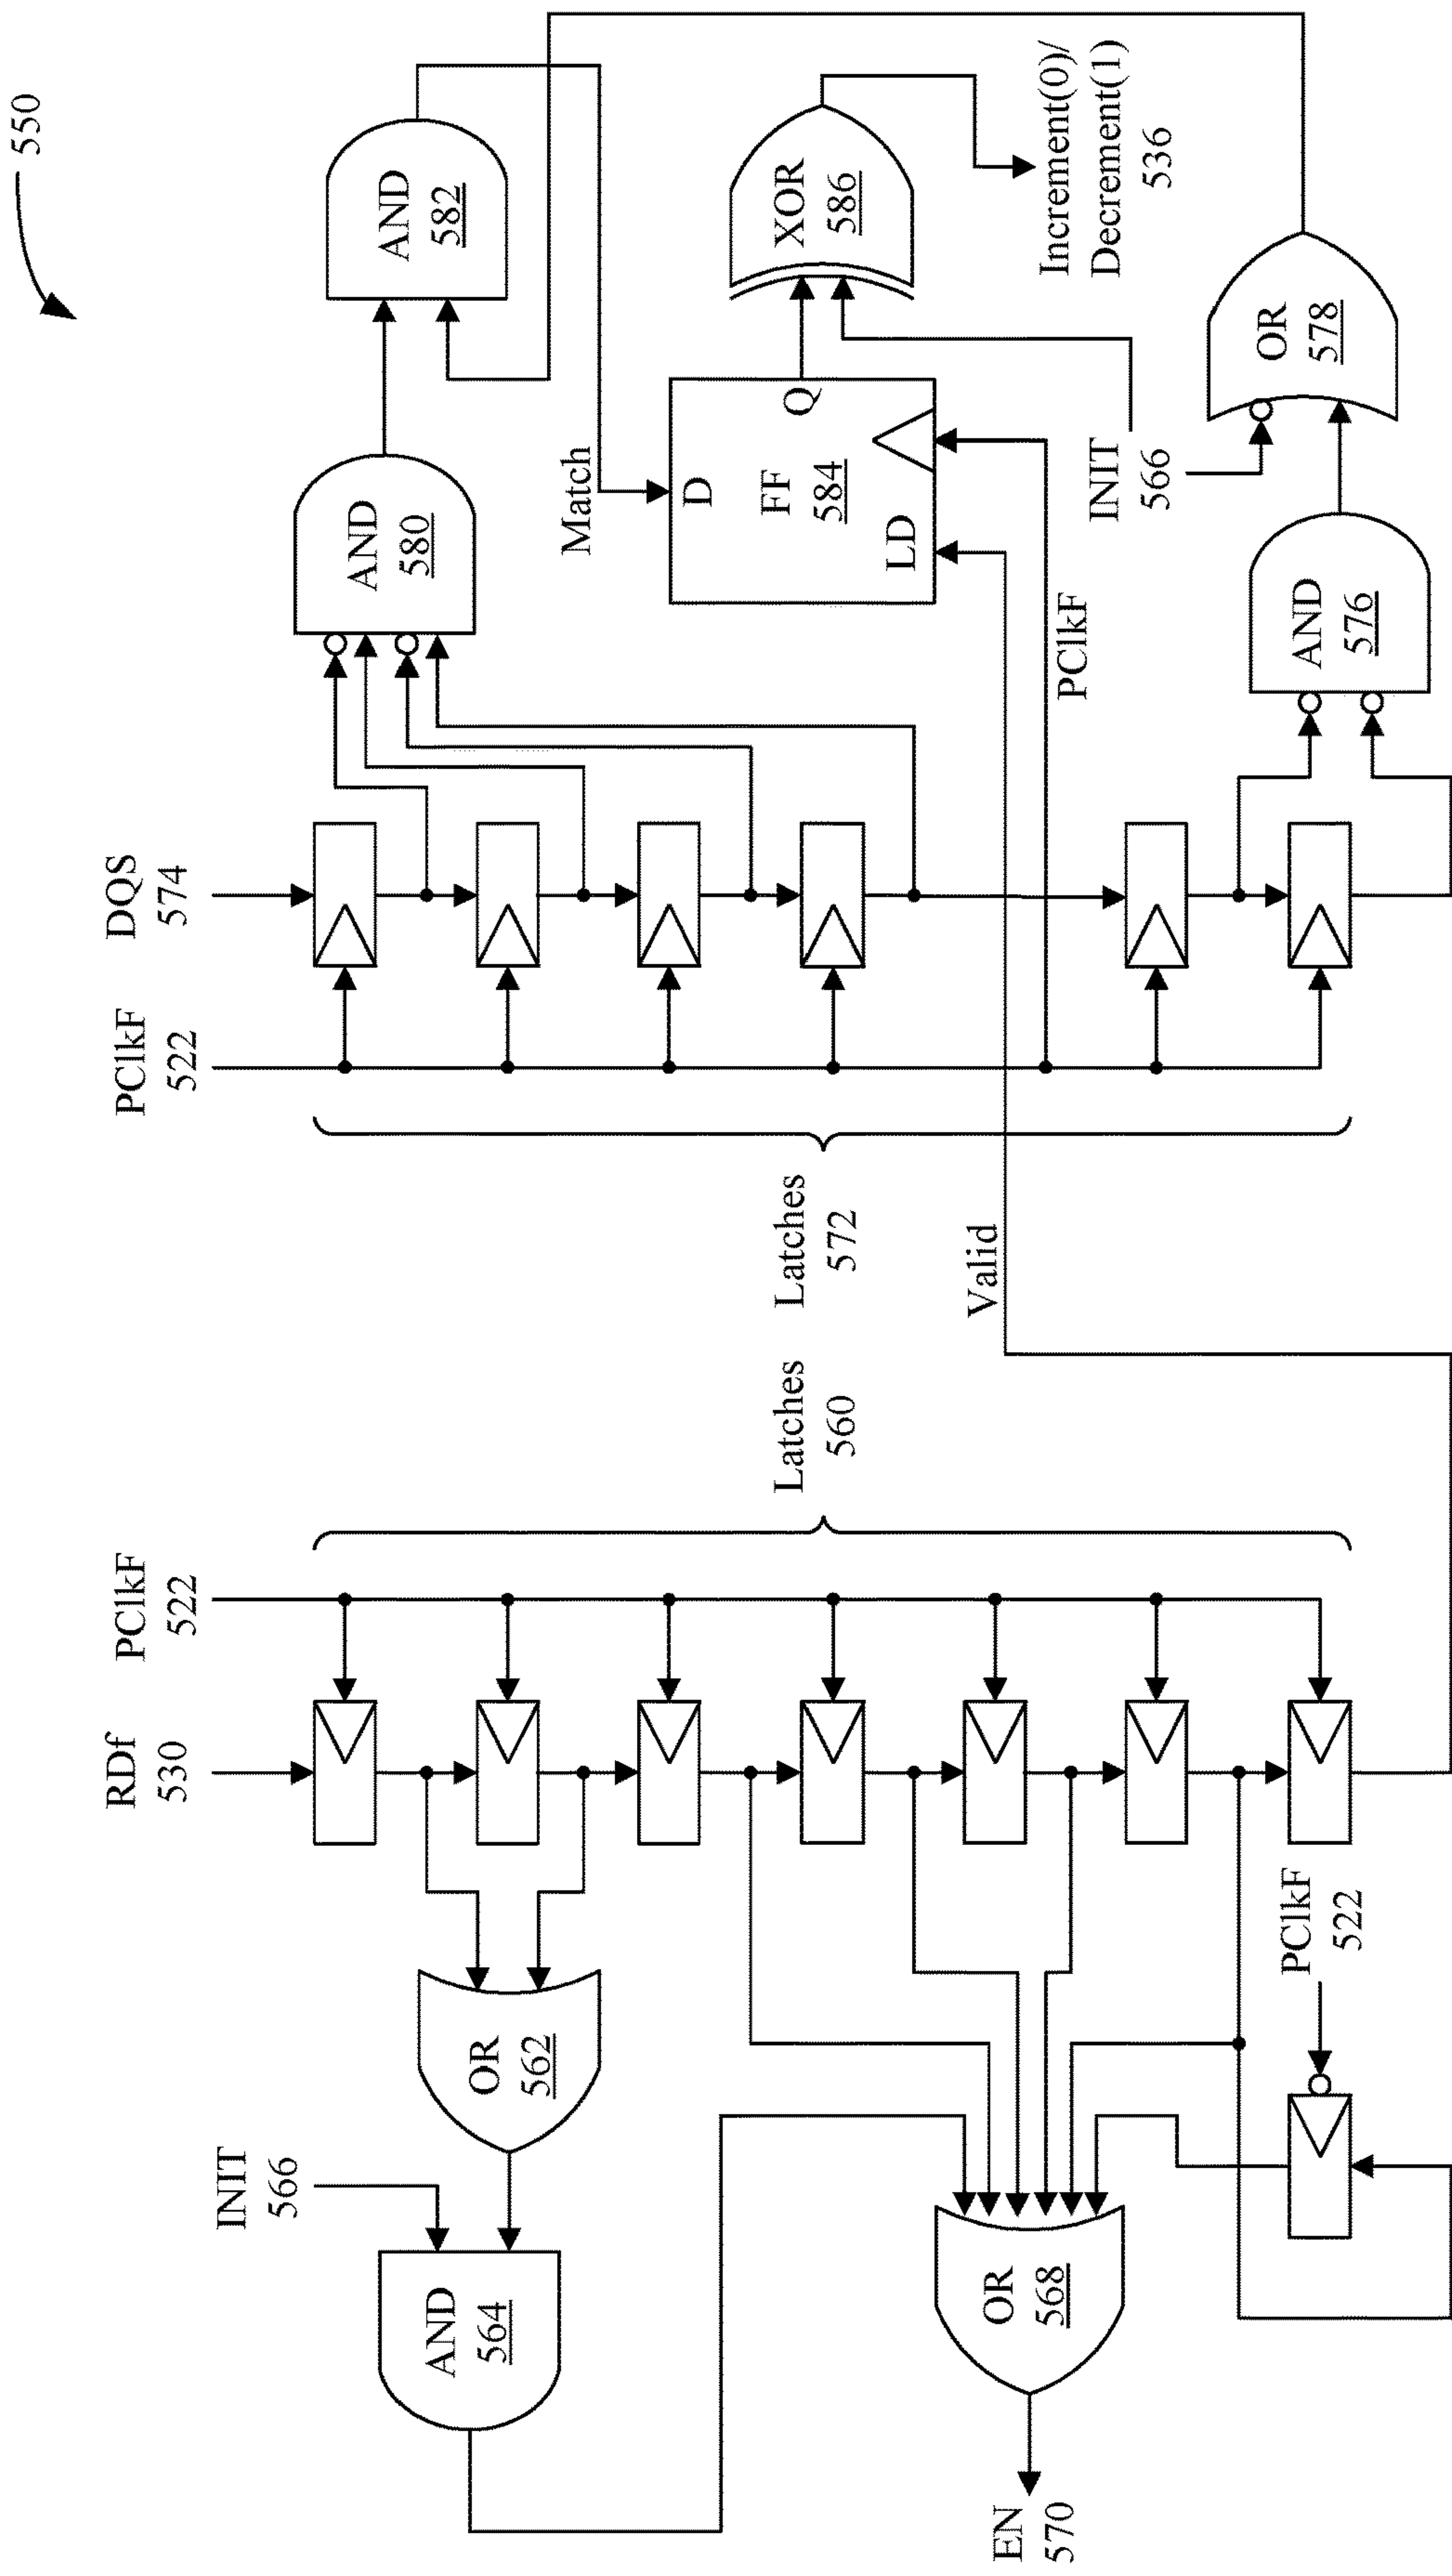 550
DQS
574
PClkF
522
AND
580
AND
582
Match
D
FF
584
Q
LD
XOR
586
Increment(0)/
Decrement(1)
536
INIT
566
PClkF
AND
576
OR
578
Latches
572
Valid
Latches
560
PClkF
522
RDf
530
OR
562
INIT
566
AND
564
OR
568
PClkF
522
EN
570